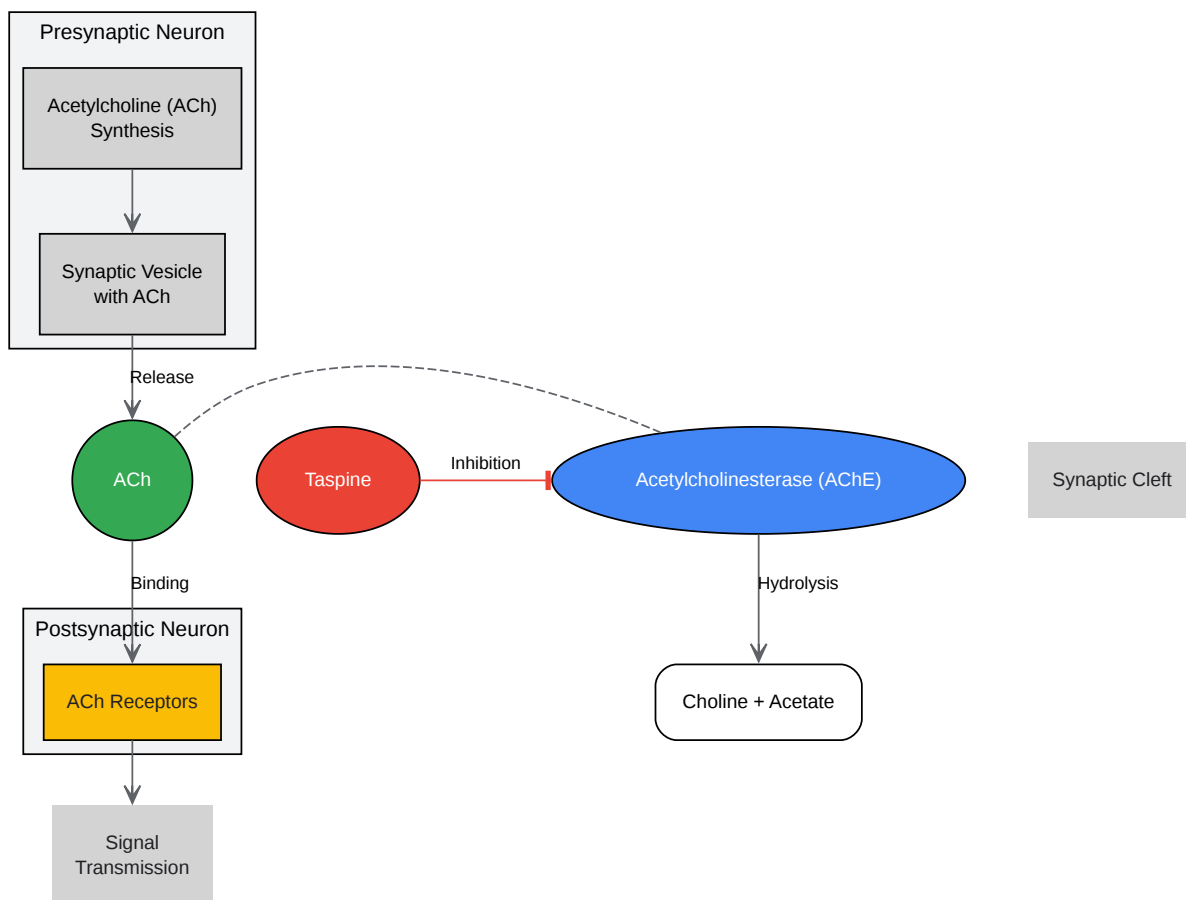 Presynaptic Neuron
Acetylcholine (ACh)
Synthesis
Synaptic Vesicle
with ACh
Release
ACh
Taspine
Inhibition
Acetylcholinesterase (AChE)
Synaptic Cleft
Binding
Hydrolysis
Postsynaptic Neuron
ACh Receptors
Choline + Acetate
Signal
Transmission